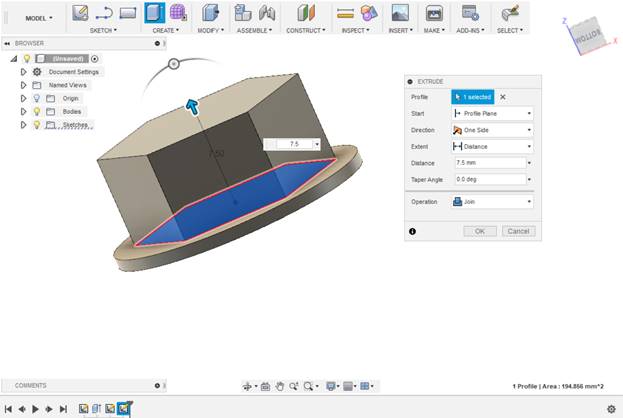 MODEL
SKETCH
CREATE
MODIFY
ASSEMBLE
CONSTRUCT
INSPECT
INSERT
MAKE
ADD-INS
SELECT
BROWSER
(Unsaved)
Document Settings
Named Views
Origin
Bodies
Sketches
Z
X
BOTTOM
7.50
7.5
EXTRUDE
Profile 1 selected
Start Profile Plane
Direction One Side
Extent Distance
Distance 7.5 mm
Taper Angle 0.0 deg
Operation Join
OK Cancel
COMMENTS
1 Profile | Area : 194.856 mm^2